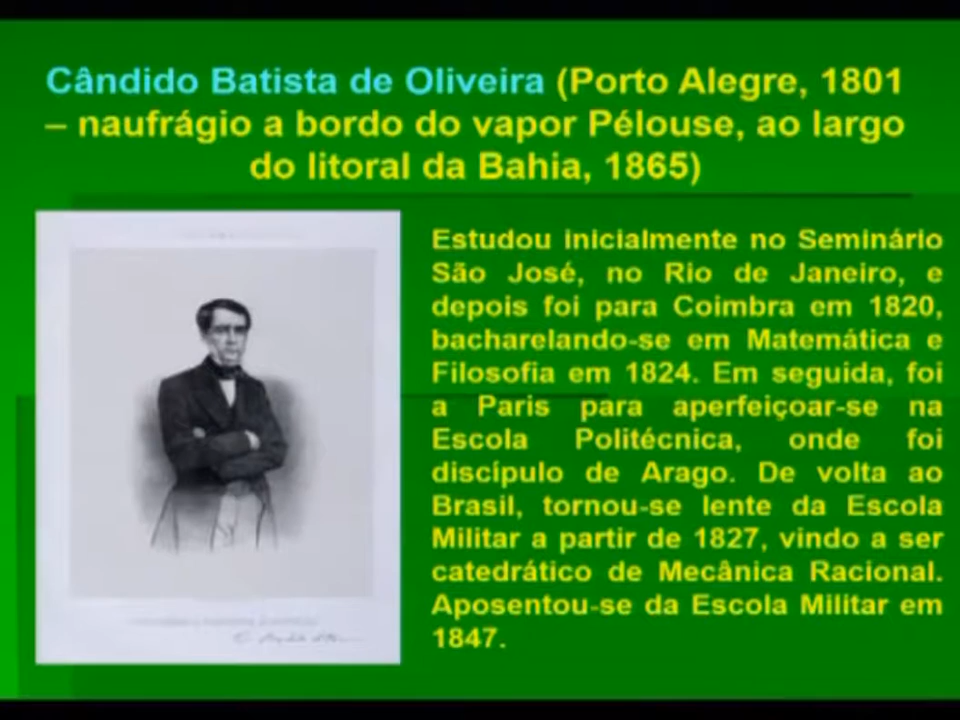 Cândido Batista de Oliveira (Porto Alegre, 1801
– naufrágio a bordo do vapor Pélouse, ao largo
do litoral da Bahia, 1865)
Estudou inicialmente no Seminário
São José, no Rio de Janeiro, e
depois foi para Coimbra em 1820,
bacharelando-se em Matemática e
Filosofia em 1824. Em seguida, foi
a Paris para aperfeiçoar-se na
Escola Politécnica, onde foi
discípulo de Arago. De volta ao
Brasil, tornou-se lente da Escola
Militar a partir de 1827, vindo a ser
catedrático de Mecânica Racional.
Aposentou-se da Escola Militar em
1847.